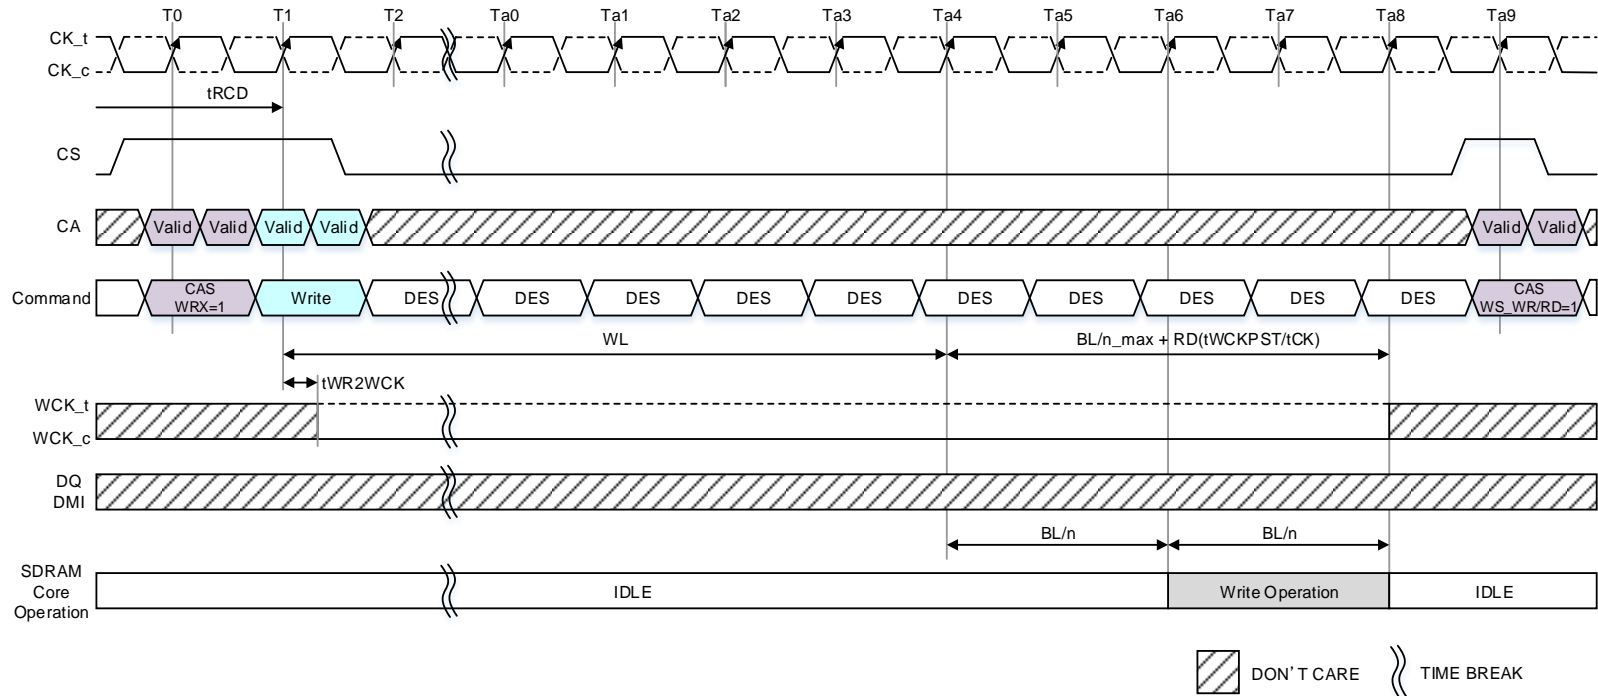 T0 T1 T2 Ta0 Ta1 Ta2 Ta3 Ta4 Ta5 Ta6 Ta7 Ta8 Ta9
CK_t
CK_c
tRCD
CS
CA Valid Valid Valid Valid Valid Valid
Command CAS WRX=1 Write DES DES DES DES DES DES DES DES DES DES CAS WS_WR/RD=1
WL BL/n_max + RD(tWCKPST/tCK)
tWR2WCK
WCK_t
WCK_c
DQ
DMI
BL/n BL/n
SDRAM
Core
Operation
IDLE Write Operation IDLE
DON'T CARE TIME BREAK